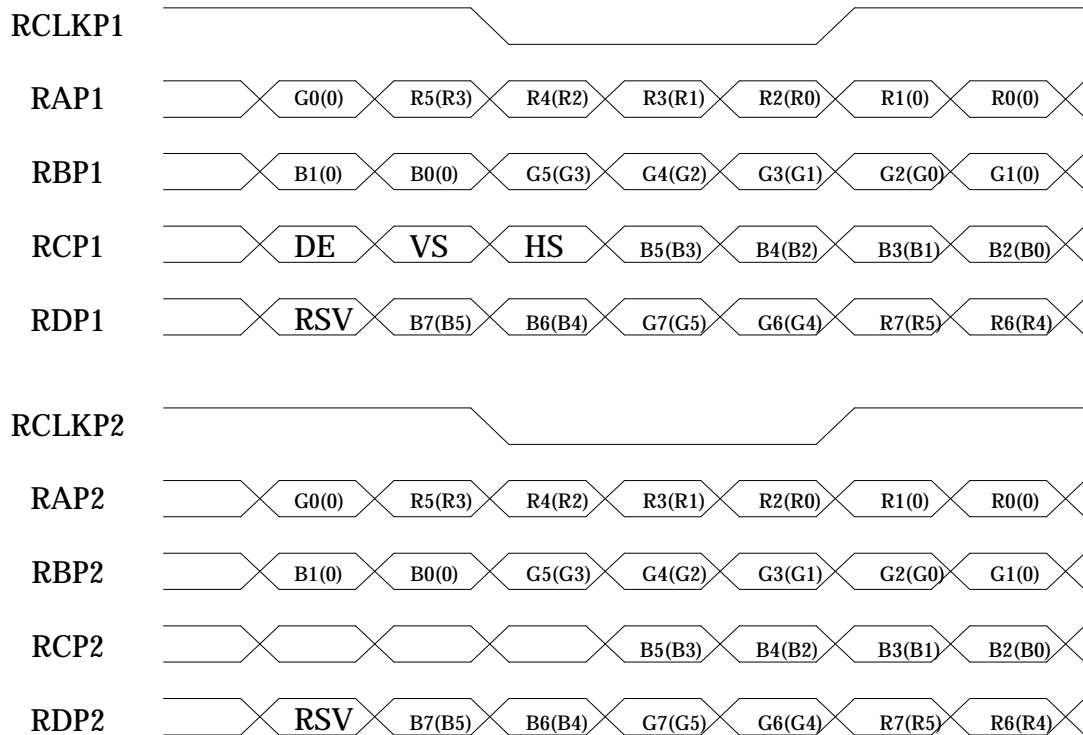 RCLKP1
RAP1 G0(0) R5(R3) R4(R2) R3(R1) R2(R0) R1(0) R0(0)
RBP1 B1(0) B0(0) G5(G3) G4(G2) G3(G1) G2(G0) G1(0)
RCP1 DE VS HS B5(B3) B4(B2) B3(B1) B2(B0)
RDP1 RSV B7(B5) B6(B4) G7(G5) G6(G4) R7(R5) R6(R4)
RCLKP2
RAP2 G0(0) R5(R3) R4(R2) R3(R1) R2(R0) R1(0) R0(0)
RBP2 B1(0) B0(0) G5(G3) G4(G2) G3(G1) G2(G0) G1(0)
RCP2 B5(B3) B4(B2) B3(B1) B2(B0)
RDP2 RSV B7(B5) B6(B4) G7(G5) G6(G4) R7(R5) R6(R4)